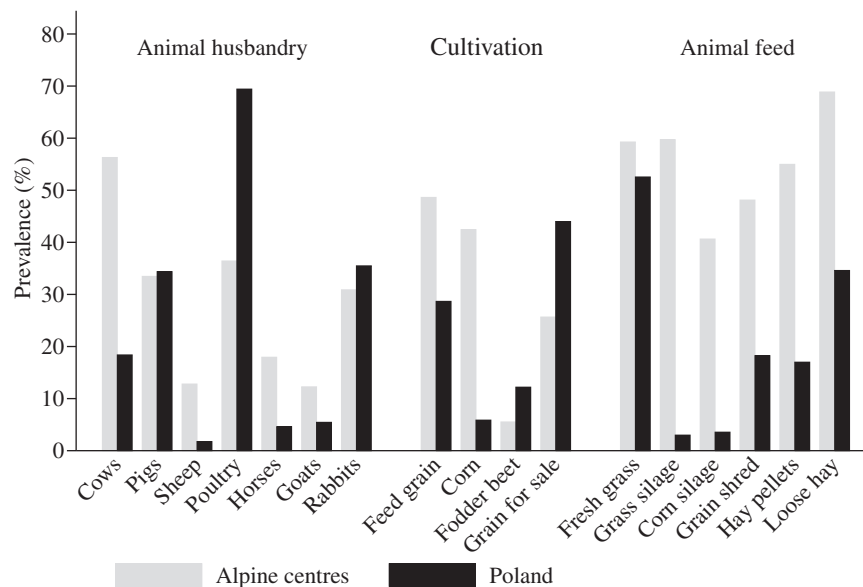 Prevalence (%)
80
70
60
50
40
30
20
10
0
Animal husbandry
Cultivation
Animal feed
Cows
Pigs
Sheep
Poultry
Horses
Goats
Rabbits
Feed grain
Corn
Fodder beet
Grain for sale
Fresh grass
Grass silage
Corn silage
Grain shred
Hay pellets
Loose hay
Alpine centres
Poland